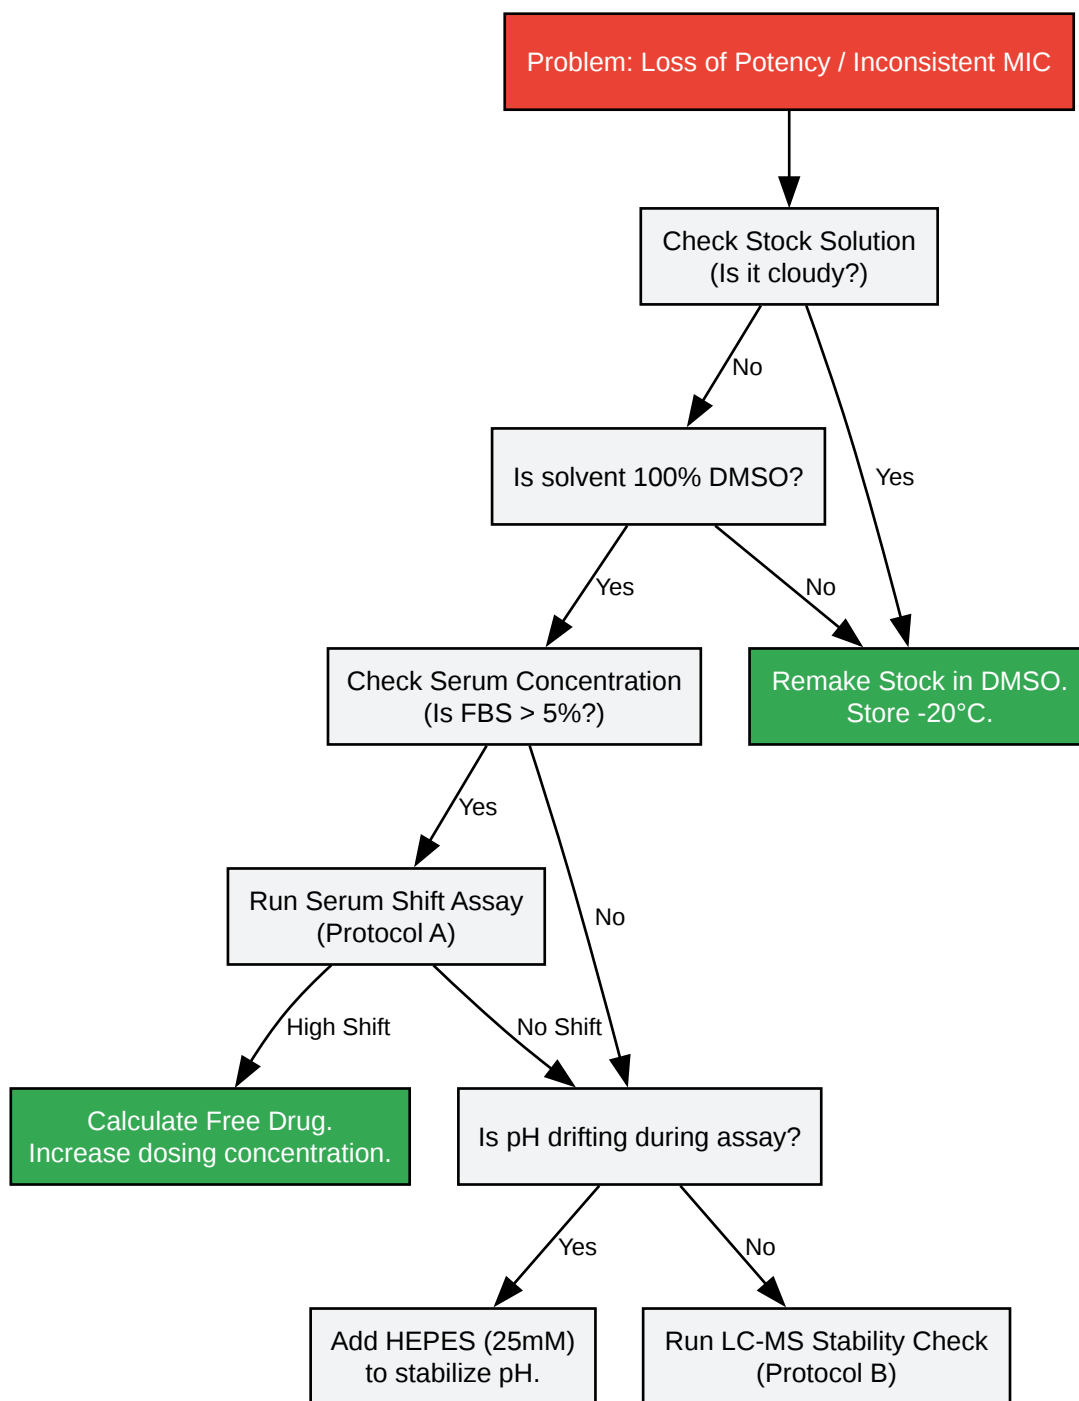 Problem: Loss of Potency / Inconsistent MIC
Check Stock Solution
(Is it cloudy?)
No
Is solvent 100% DMSO?
Yes
Yes
No
Check Serum Concentration
(Is FBS > 5%?)
Remake Stock in DMSO.
Store -20°C.
Yes
Run Serum Shift Assay
(Protocol A)
No
High Shift
No Shift
Calculate Free Drug.
Increase dosing concentration.
Is pH drifting during assay?
Yes
No
Add HEPES (25mM)
to stabilize pH.
Run LC-MS Stability Check
(Protocol B)